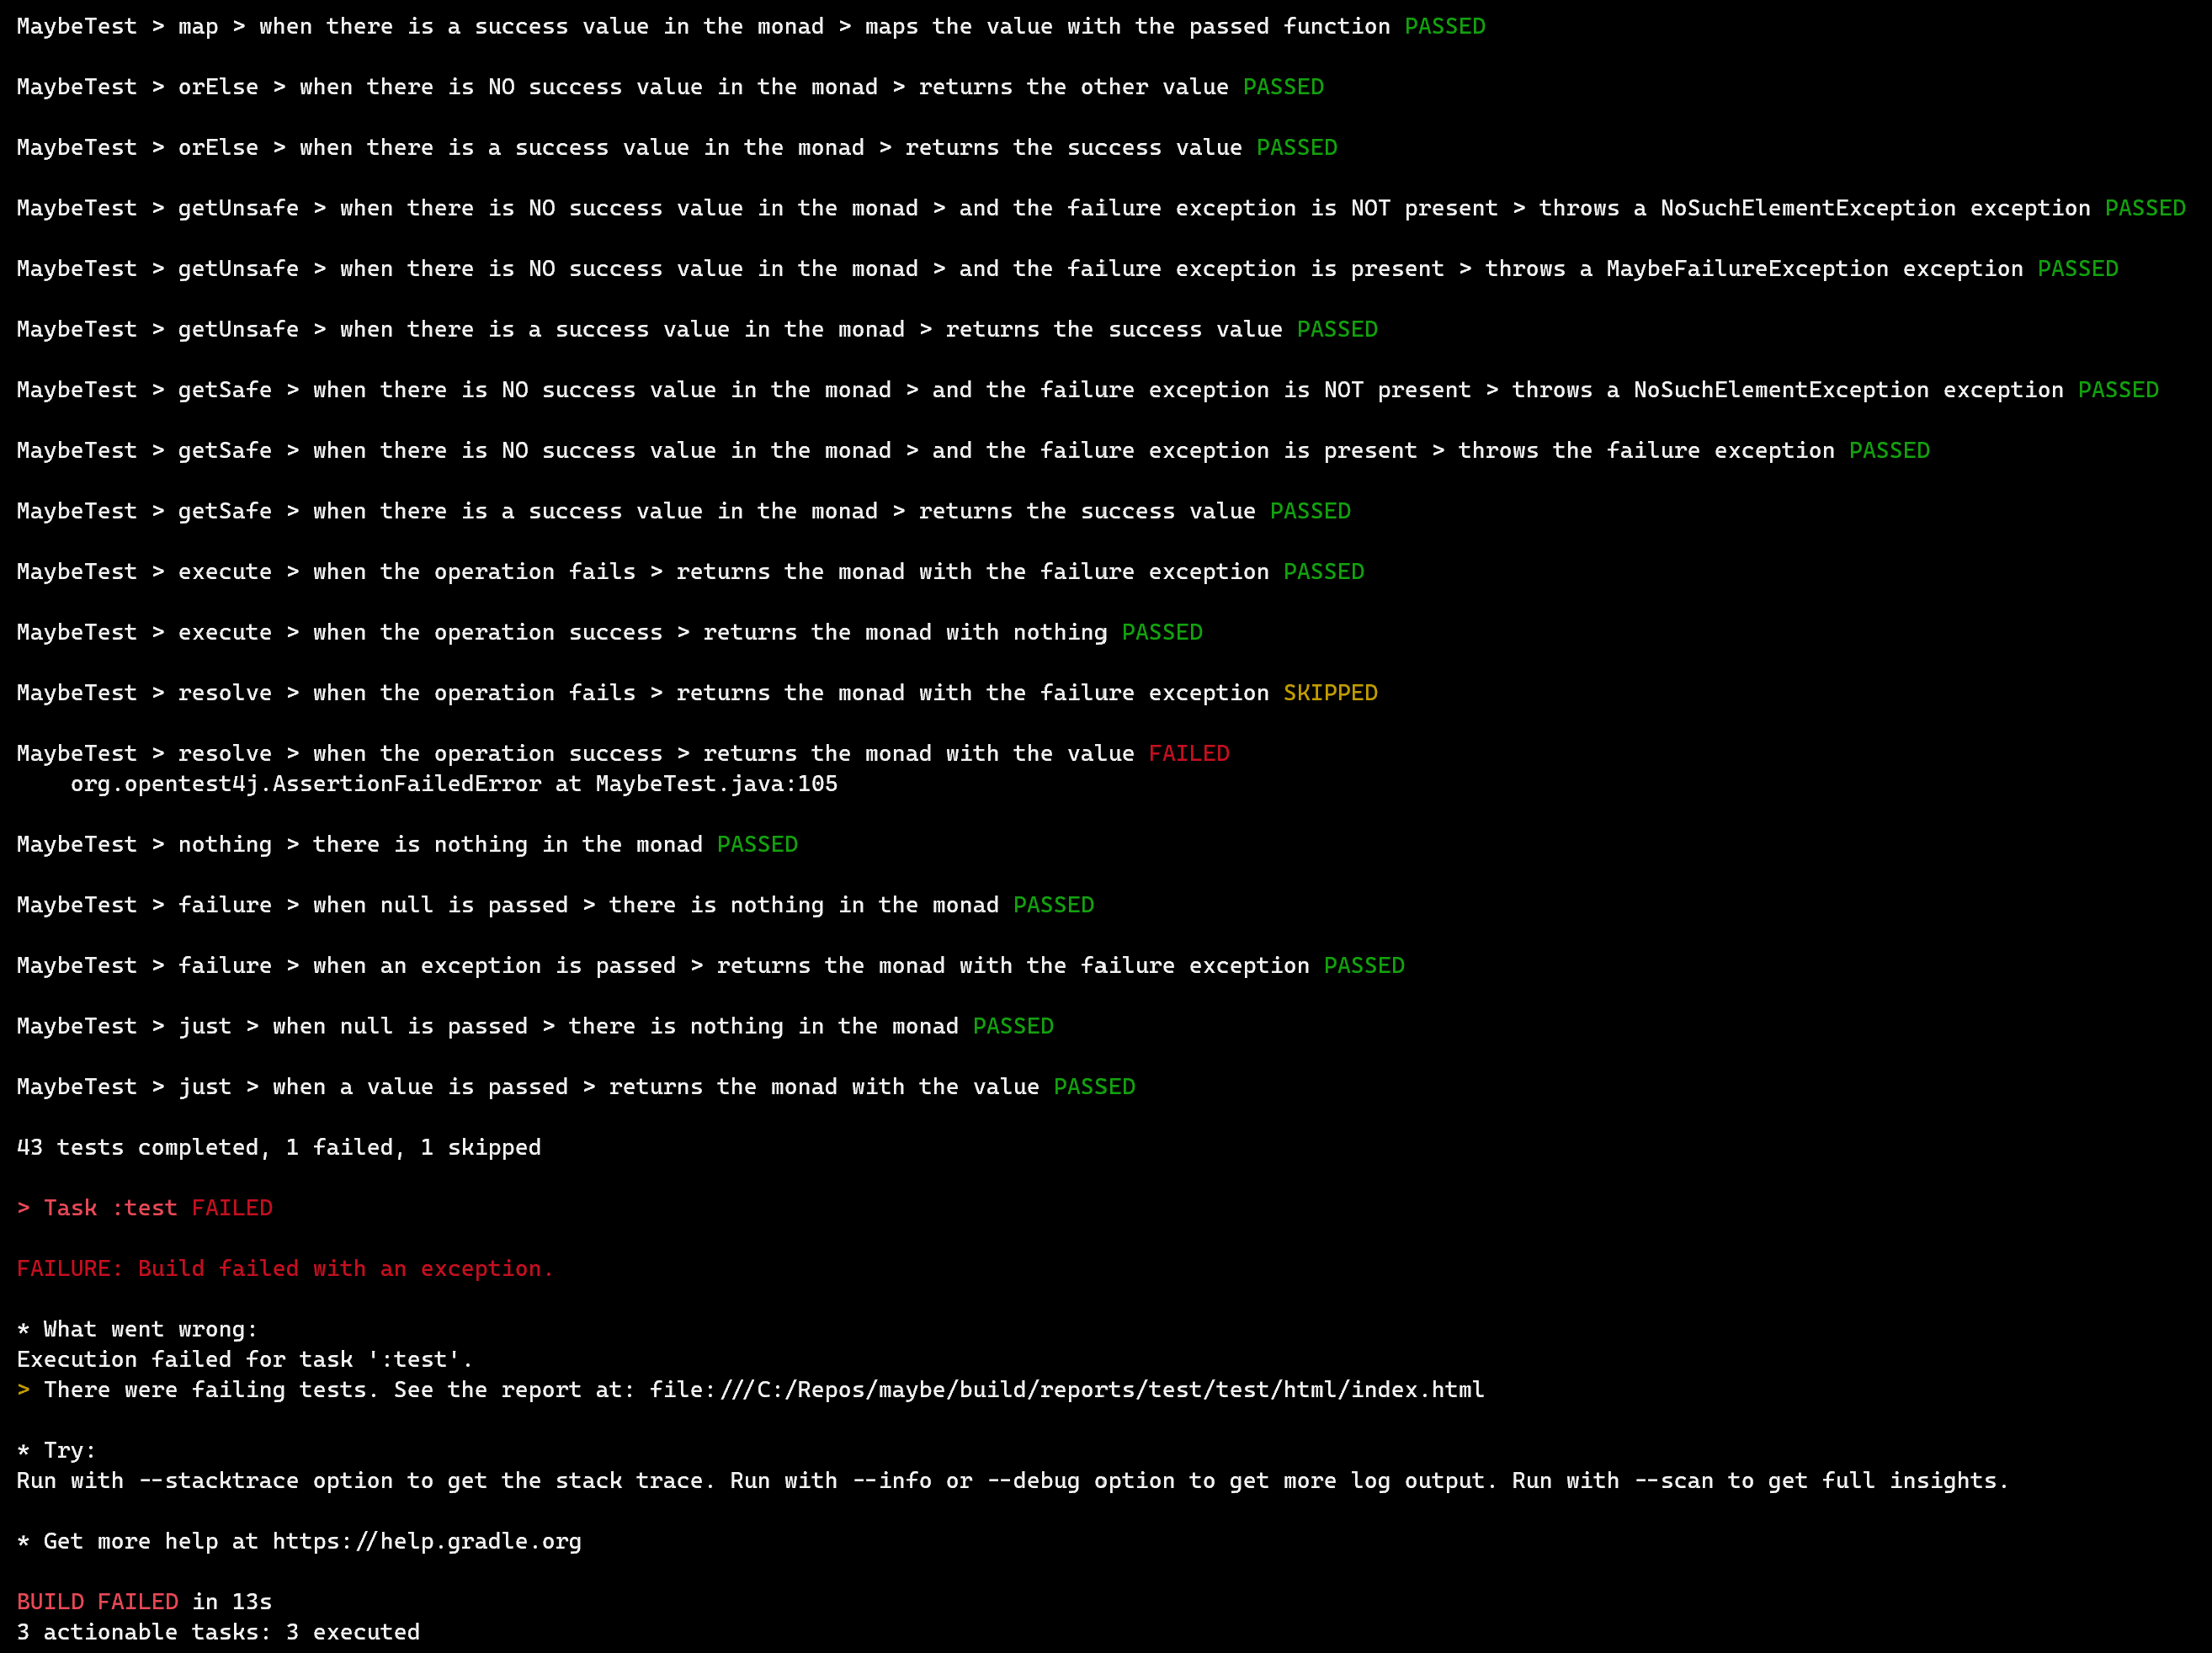 MaybeTest > map > when there is a success value in the monad > maps the value with the passed function PASSED
MaybeTest > orElse > when there is NO success value in the monad > returns the other value PASSED
MaybeTest > orElse > when there is a success value in the monad > returns the success value PASSED
MaybeTest > getUnsafe > when there is NO success value in the monad > and the failure exception is NOT present > throws a NoSuchElementException exception PASSED
MaybeTest > getUnsafe > when there is NO success value in the monad > and the failure exception is present > throws a MaybeFailureException exception PASSED
MaybeTest > getUnsafe > when there is a success value in the monad > returns the success value PASSED
MaybeTest > getSafe > when there is NO success value in the monad > and the failure exception is NOT present > throws a NoSuchElementException exception PASSED
MaybeTest > getSafe > when there is NO success value in the monad > and the failure exception is present > throws the failure exception PASSED
MaybeTest > getSafe > when there is a success value in the monad > returns the success value PASSED
MaybeTest > execute > when the operation fails > returns the monad with the failure exception PASSED
MaybeTest > execute > when the operation success > returns the monad with nothing PASSED
MaybeTest > resolve > when the operation fails > returns the monad with the failure exception SKIPPED
MaybeTest > resolve > when the operation success > returns the monad with the value FAILED
    org.opentest4j.AssertionFailedError at MaybeTest.java:105
MaybeTest > nothing > there is nothing in the monad PASSED
MaybeTest > failure > when null is passed > there is nothing in the monad PASSED
MaybeTest > failure > when an exception is passed > returns the monad with the failure exception PASSED
MaybeTest > just > when null is passed > there is nothing in the monad PASSED
MaybeTest > just > when a value is passed > returns the monad with the value PASSED
43 tests completed, 1 failed, 1 skipped
> Task :test FAILED
FAILURE: Build failed with an exception.
* What went wrong:
Execution failed for task ':test'.
> There were failing tests. See the report at: file:///C:/Repos/maybe/build/reports/test/test/html/index.html
* Try:
Run with --stacktrace option to get the stack trace. Run with --info or --debug option to get more log output. Run with --scan to get full insights.
* Get more help at https://help.gradle.org
BUILD FAILED in 13s
3 actionable tasks: 3 executed